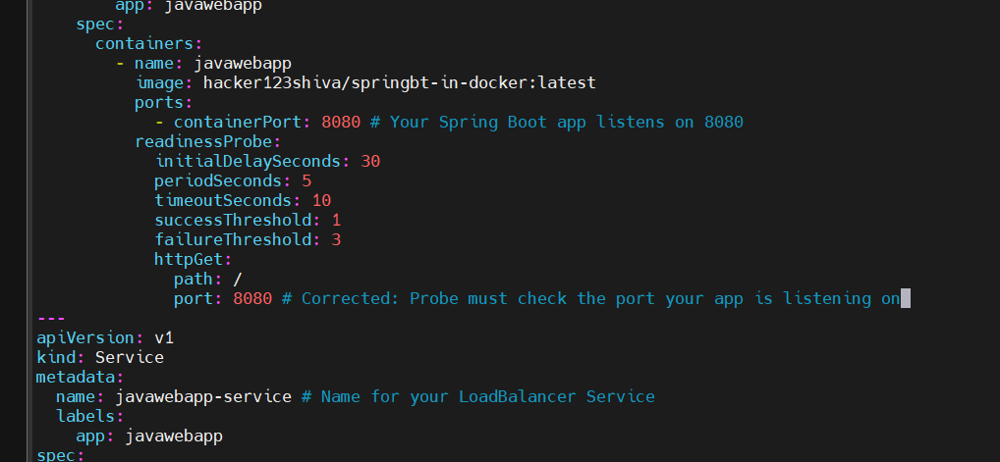 app: javawebapp
spec:
containers:
- name: javawebapp
image: hacker123shiva/springbt-in-docker:latest
ports:
- containerPort: 8080 # Your Spring Boot app listens on 8080
readinessProbe:
initialDelaySeconds: 30
periodSeconds: 5
timeoutSeconds: 10
successThreshold: 1
failureThreshold: 3
httpGet:
path: /
port: 8080 # Corrected: Probe must check the port your app is listening on
---
apiVersion: v1
kind: Service
metadata:
name: javawebapp-service # Name for your LoadBalancer Service
labels:
app: javawebapp
spec: